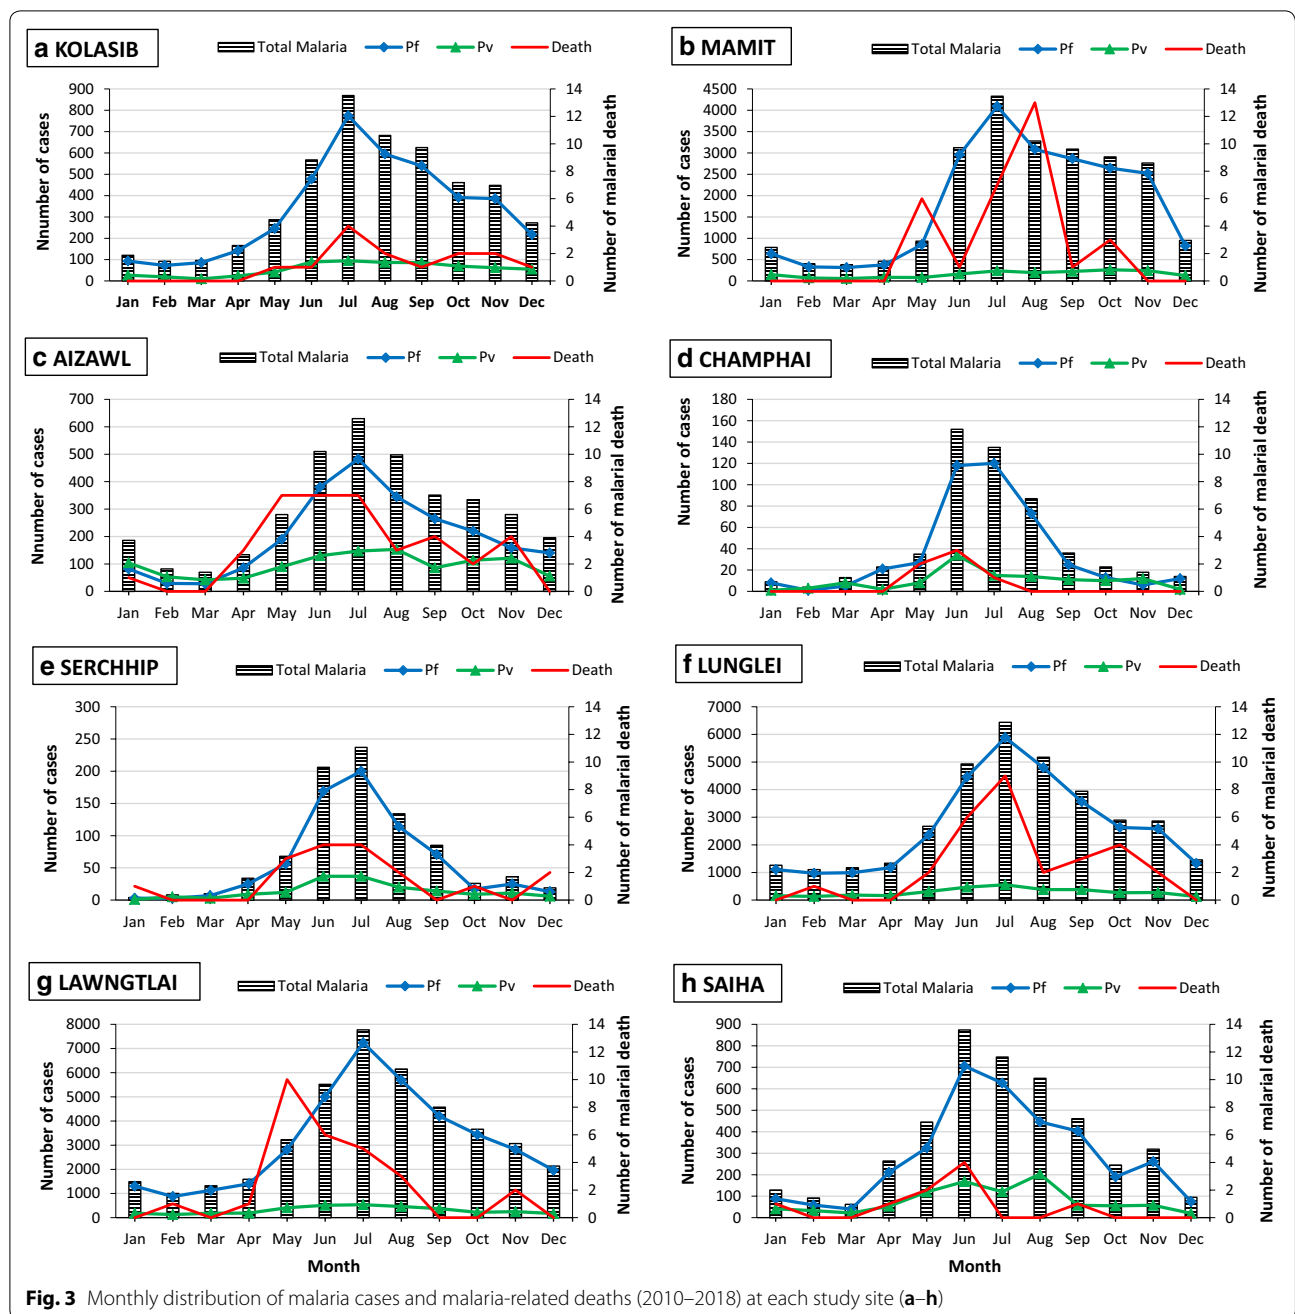 a KOLASIB
Total Malaria Pf Pv Death
Nnumber of cases
900 800 700 600 500 400 300 200 100 0
14 12 10 8 6 4 2 0
Number of malarial death
Jan Feb Mar Apr May Jun Jul Aug Sep Oct Nov Dec
b MAMIT
Total Malaria Pf Pv Death
Number of cases
4500 4000 3500 3000 2500 2000 1500 1000 500 0
14 12 10 8 6 4 2 0
Number of malarial death
Jan Feb Mar Apr May Jun Jul Aug Sep Oct Nov Dec
c AIZAWL
Total Malaria Pf Pv Death
Nnumber of cases
700 600 500 400 300 200 100 0
14 12 10 8 6 4 2 0
Number of malarial death
Jan Feb Mar Apr May Jun Jul Aug Sep Oct Nov Dec
d CHAMPHAI
Total Malaria Pf Pv Death
Number of cases
180 160 140 120 100 80 60 40 20 0
14 12 10 8 6 4 2 0
Number of malarial death
Jan Feb Mar Apr May Jun Jul Aug Sep Oct Nov Dec
e SERCHHIP
Total Malaria Pf Pv Death
Number of cases
300 250 200 150 100 50 0
14 12 10 8 6 4 2 0
Number of malarial death
Jan Feb Mar Apr May Jun Jul Aug Sep Oct Nov Dec
f LUNGLEI
Total Malaria Pf Pv Death
Number of cases
7000 6000 5000 4000 3000 2000 1000 0
14 12 10 8 6 4 2 0
Number of malarial death
Jan Feb Mar Apr May Jun Jul Aug Sep Oct Nov Dec
g LAWNGTLAI
Total Malaria Pf Pv Death
Number of cases
8000 7000 6000 5000 4000 3000 2000 1000 0
14 12 10 8 6 4 2 0
Number of malarial death
Jan Feb Mar Apr May Jun Jul Aug Sep Oct Nov Dec
Month
h SAIHA
Total Malaria Pf Pv Death
Number of cases
900 800 700 600 500 400 300 200 100 0
14 12 10 8 6 4 2 0
Number of malarial death
Jan Feb Mar Apr May Jun Jul Aug Sep Oct Nov Dec
Month
Fig. 3 Monthly distribution of malaria cases and malaria-related deaths (2010–2018) at each study site (a–h)